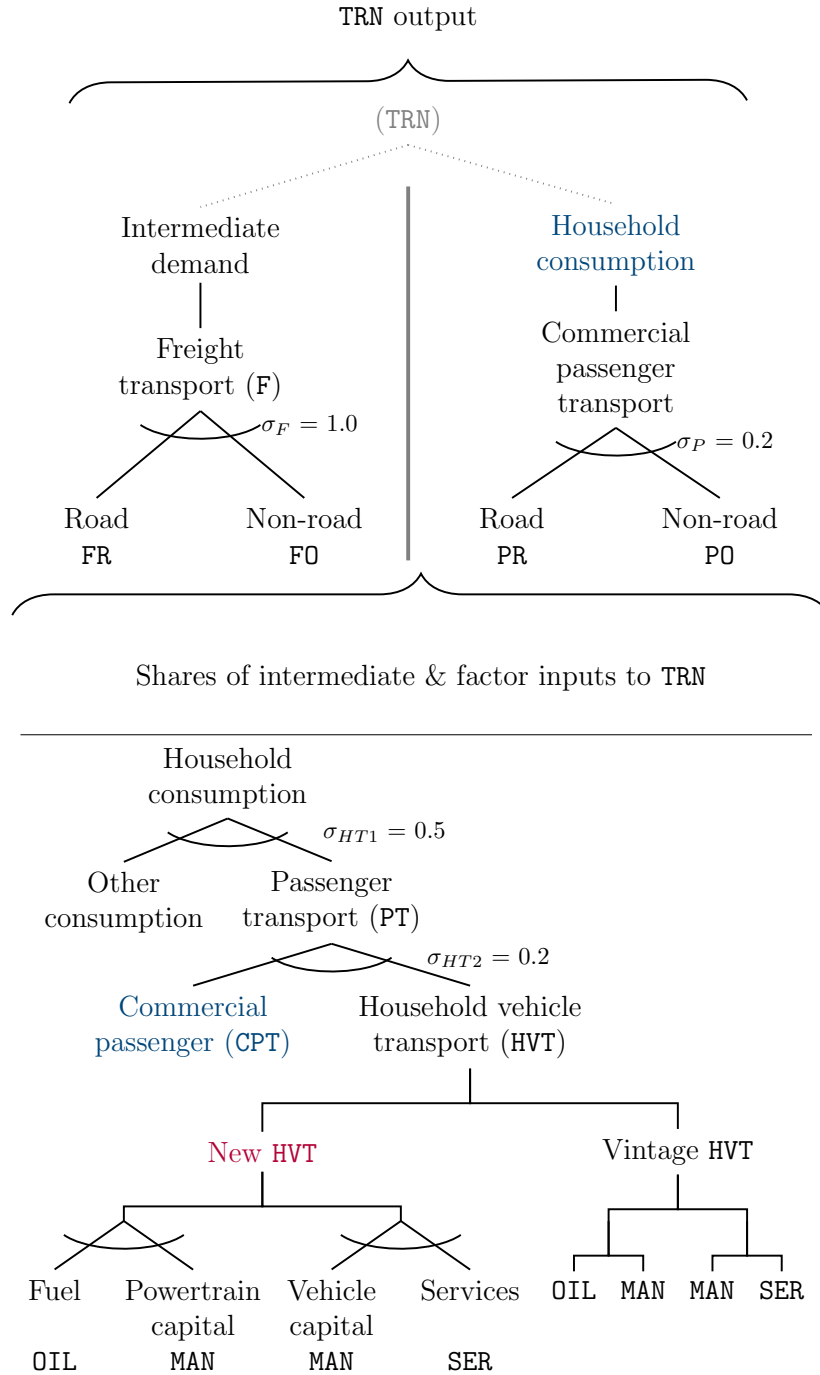 TRN output
(TRN)
Intermediate
demand
Household
consumption
Freight
transport (F)
Commercial
passenger
transport
σF = 1.0
σP = 0.2
Road
FR
Non-road
FO
Road
PR
Non-road
PO
Shares of intermediate & factor inputs to TRN
Household
consumption
σHT1 = 0.5
Other
consumption
Passenger
transport (PT)
σHT2 = 0.2
Commercial
passenger (CPT)
Household vehicle
transport (HVT)
New HVT
Vintage HVT
Fuel
OIL
Powertrain
capital
MAN
Vehicle
capital
MAN
Services
SER
OIL
MAN
MAN
SER